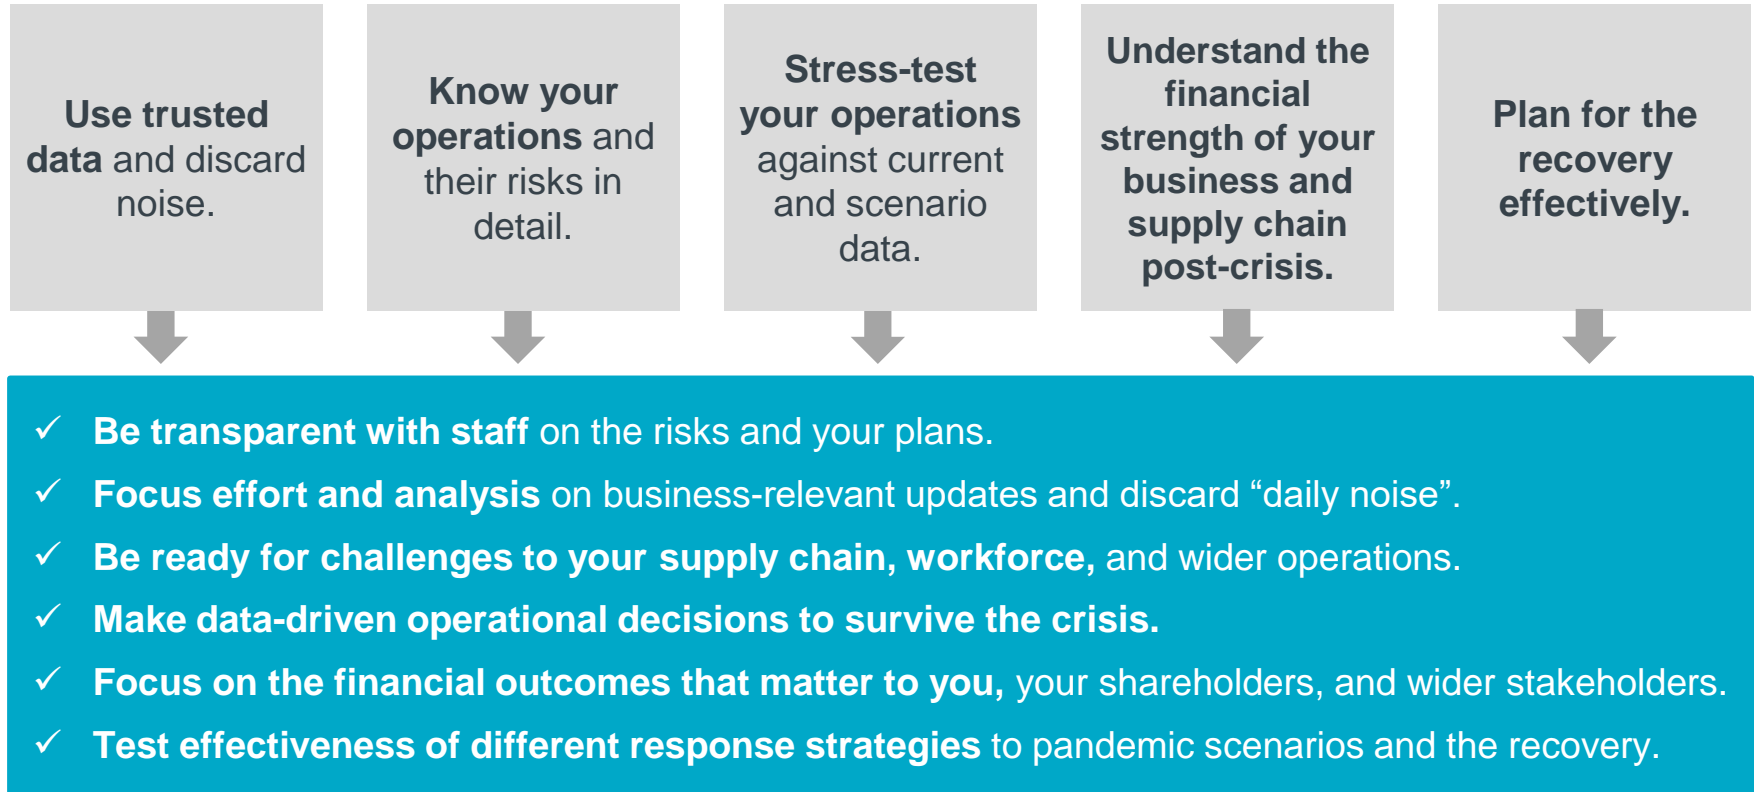 Use trusted
data and discard
noise.
Know your
operations and
their risks in
detail.
Stress-test
your operations
against current
and scenario
data.
Understand the
financial
strength of your
business and
supply chain
post-crisis.
Plan for the
recovery
effectively.
✓ Be transparent with staff on the risks and your plans.
✓ Focus effort and analysis on business-relevant updates and discard “daily noise”.
✓ Be ready for challenges to your supply chain, workforce, and wider operations.
✓ Make data-driven operational decisions to survive the crisis.
✓ Focus on the financial outcomes that matter to you, your shareholders, and wider stakeholders.
✓ Test effectiveness of different response strategies to pandemic scenarios and the recovery.